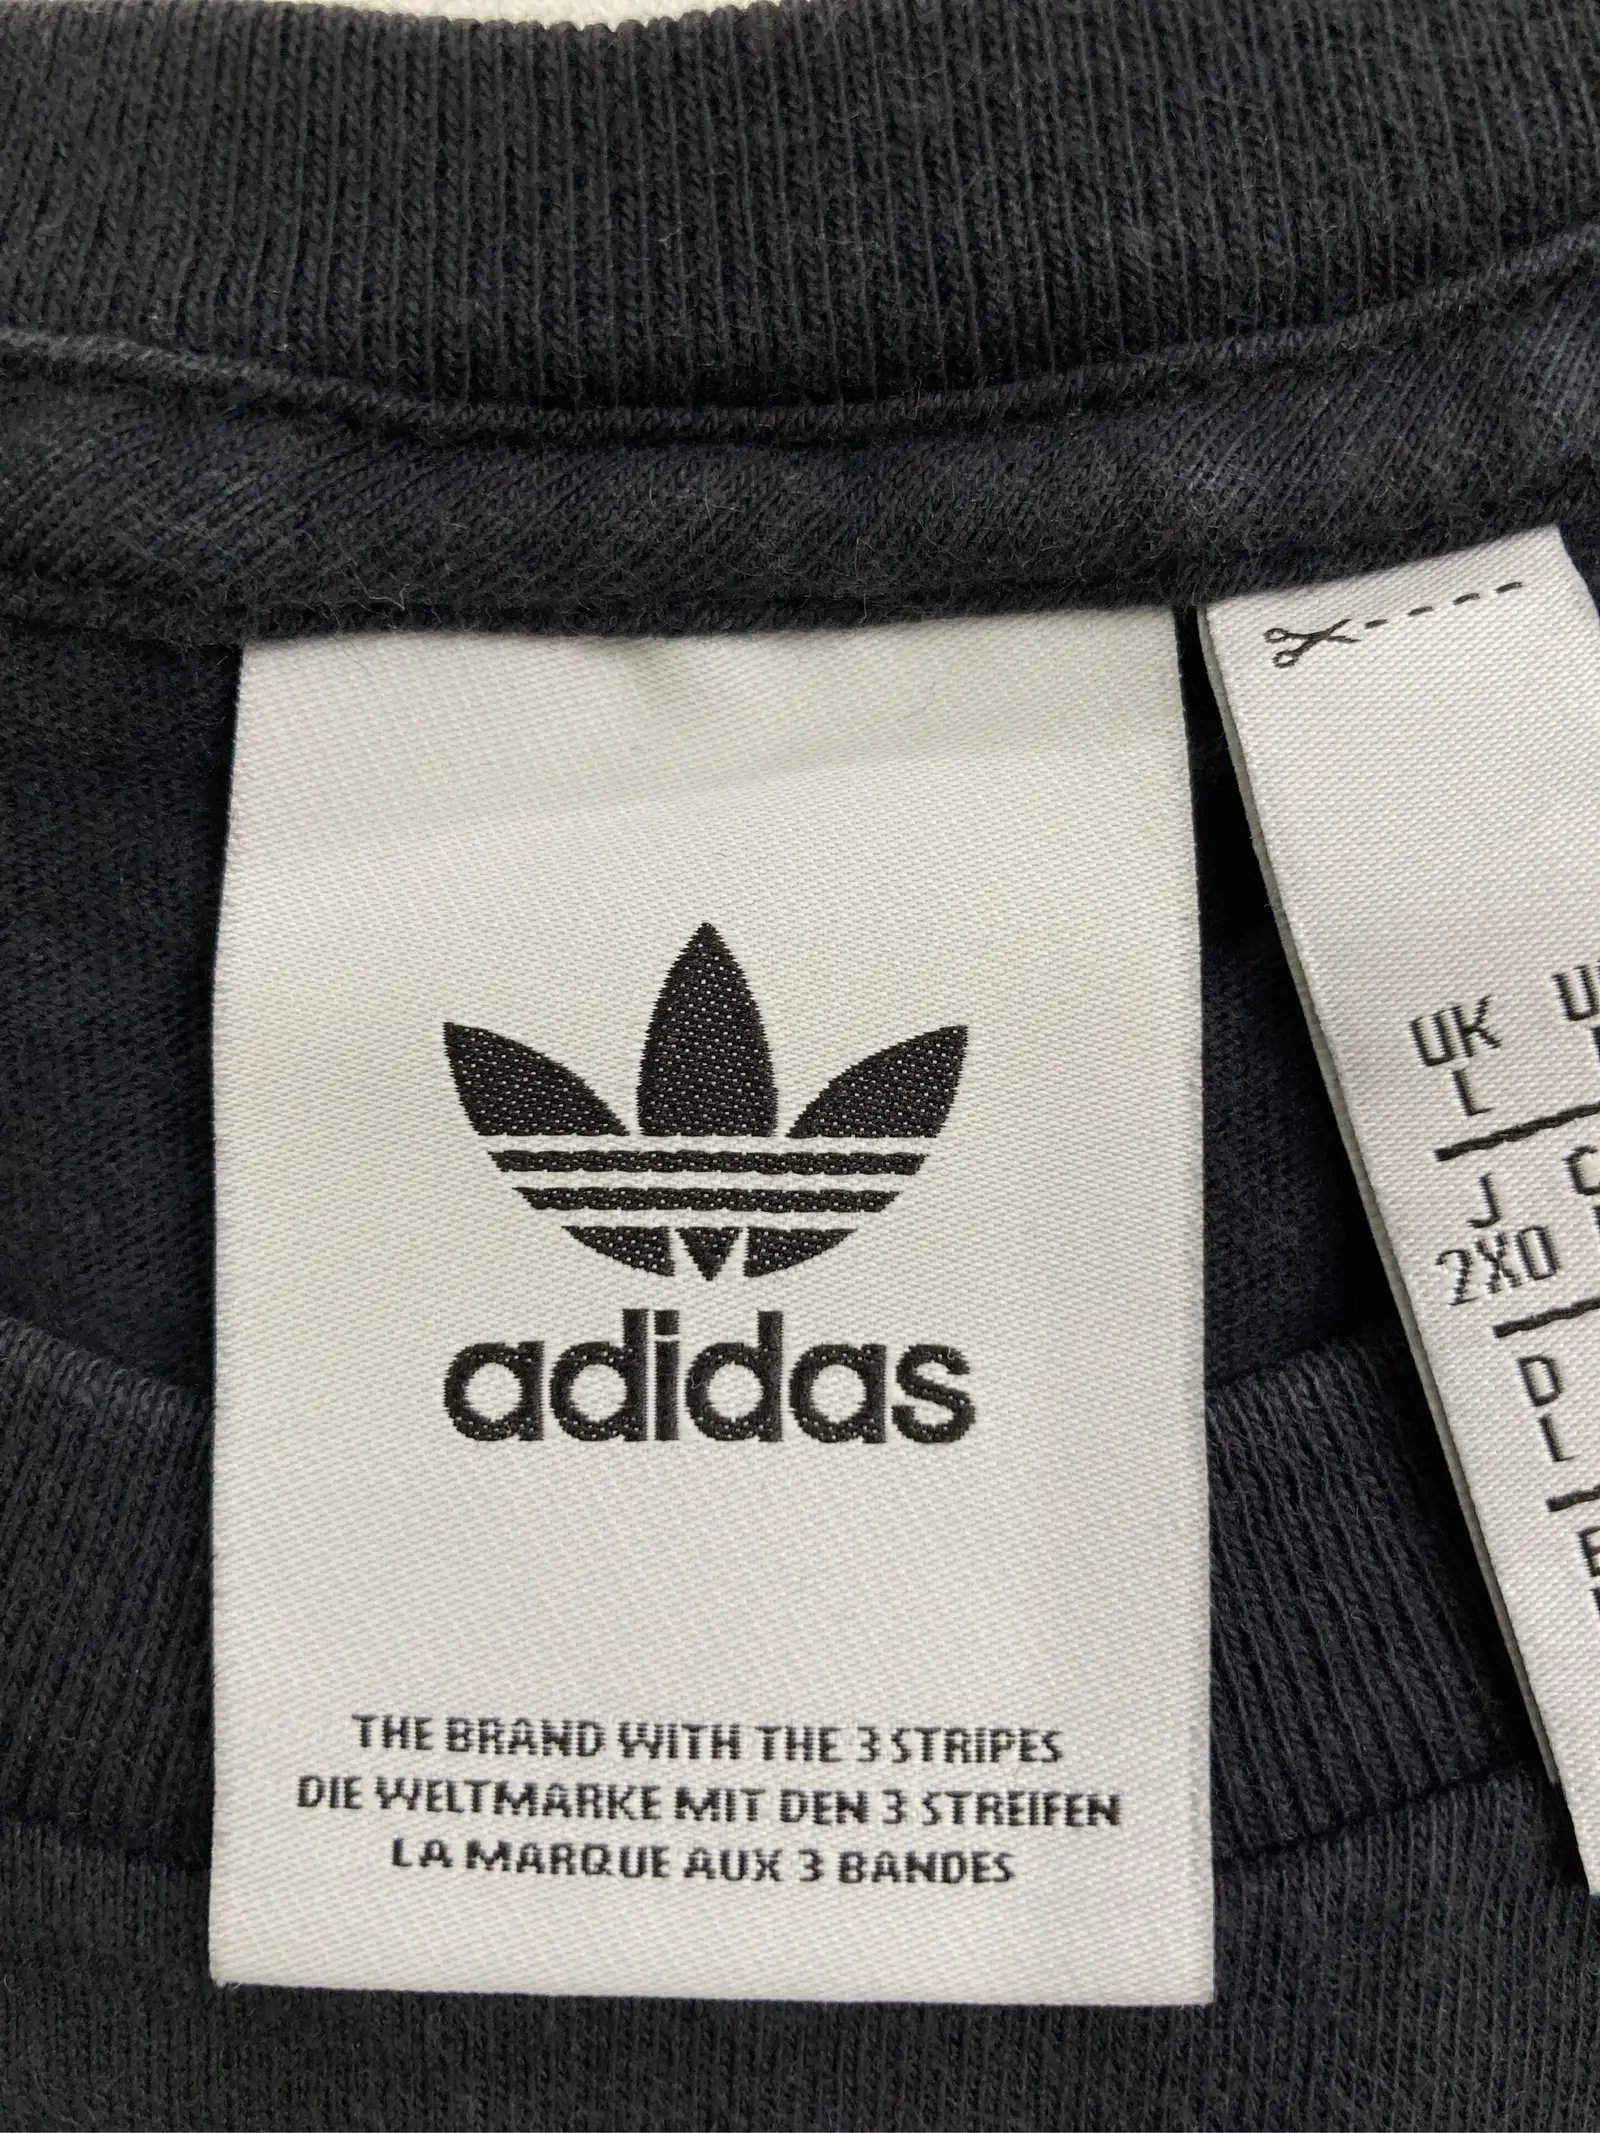 adidas
THE BRAND WITH THE 3 STRIPES
DIE WELTMARKE MIT DEN 3 STREIFEN
LA MARQUE AUX 3 BANDES
UK
L
J
2XO
D
L